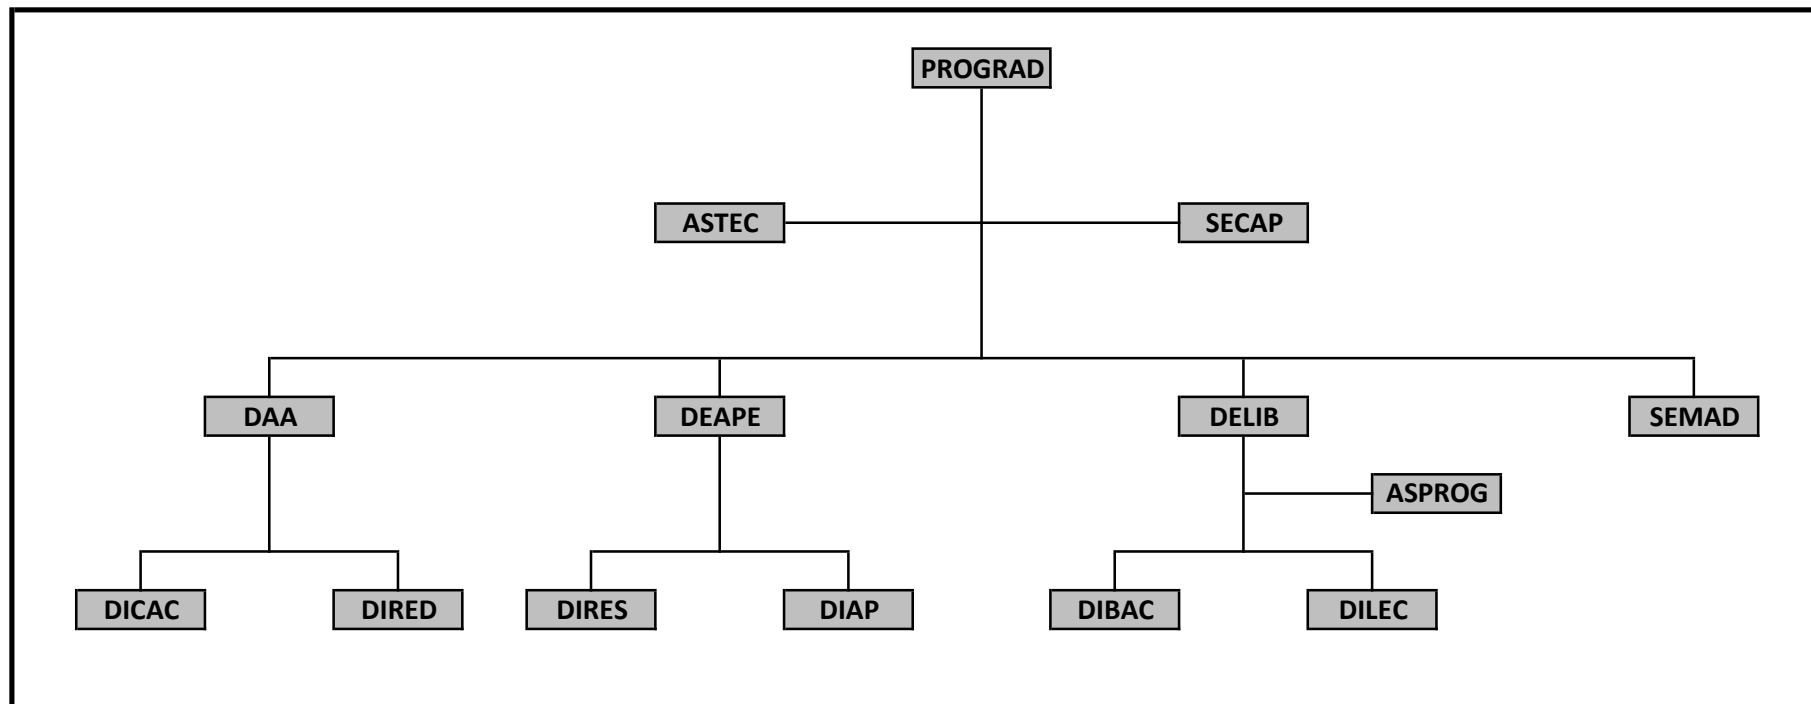 PROGRAD
ASTEC
SECAP
DAA
DEAPE
DELIB
SEMAD
ASPROG
DICAC
DIRED
DIRES
DIAP
DIBAC
DILEC